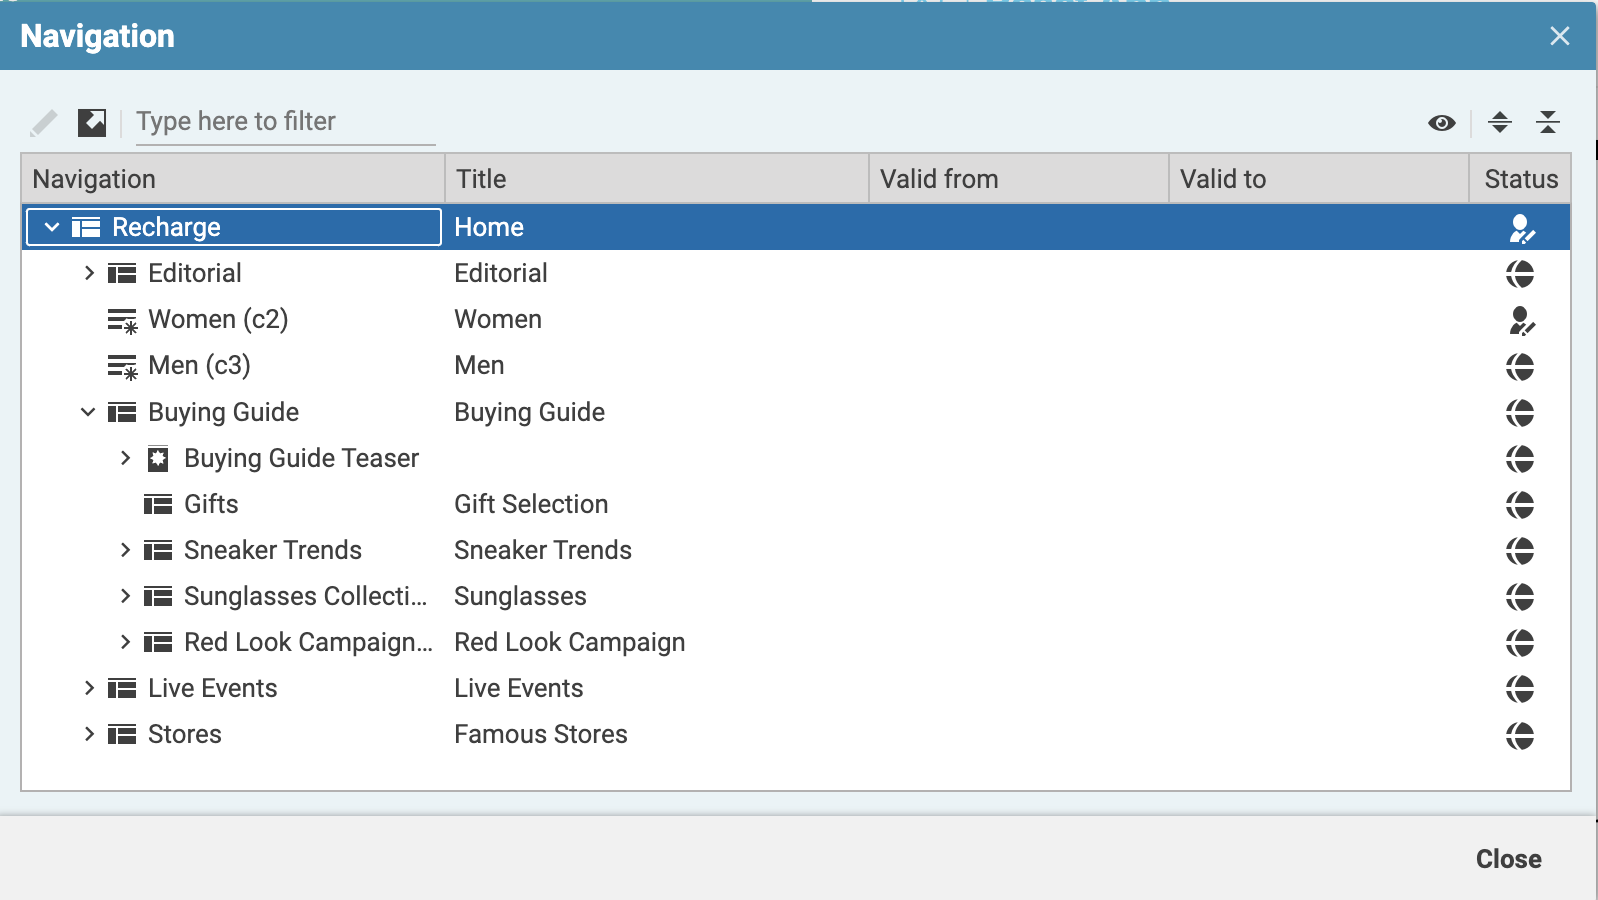 Navigation
Type here to filter
Navigation Title Valid from Valid to Status
Recharge Home
Editorial Editorial
Women (c2) Women
Men (c3) Men
Buying Guide Buying Guide
Buying Guide Teaser
Gifts Gift Selection
Sneaker Trends Sneaker Trends
Sunglasses Collecti... Sunglasses
Red Look Campaign... Red Look Campaign
Live Events Live Events
Stores Famous Stores
Close